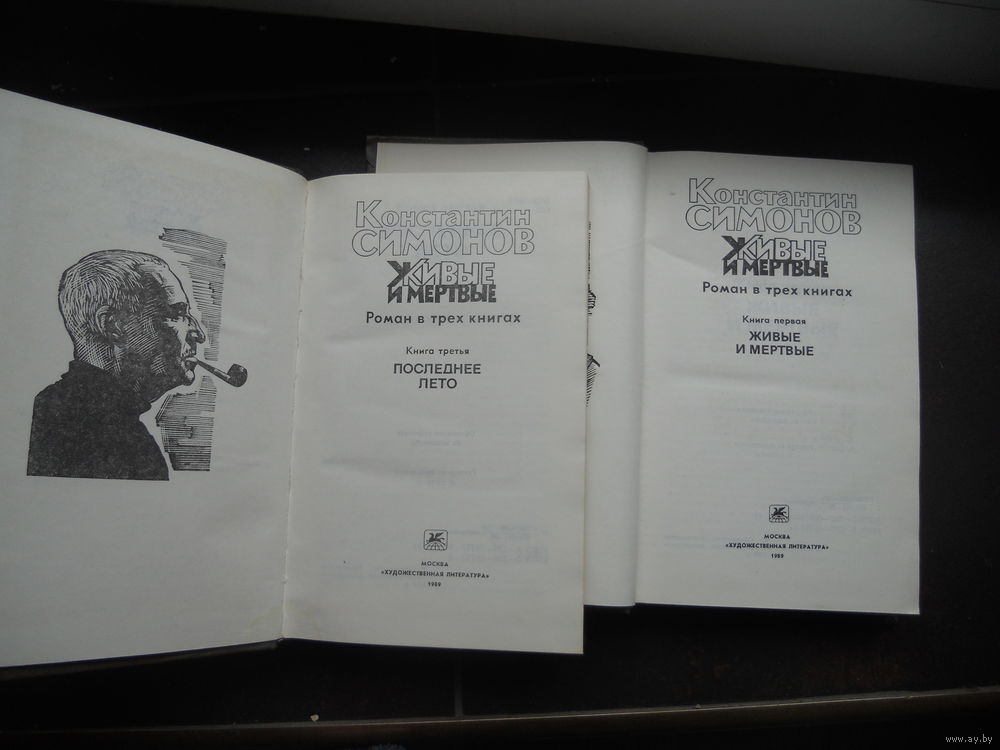 Константин
СИМОНОВ
ЖИВЫЕ
И МЕРТВЫЕ
Роман в трех книгах
Книга третья
ПОСЛЕДНЕЕ
ЛЕТО
МОСКВА
«ХУДОЖЕСТВЕННАЯ ЛИТЕРАТУРА»
1989
Константин
СИМОНОВ
ЖИВЫЕ
И МЕРТВЫЕ
Роман в трех книгах
Книга первая
ЖИВЫЕ
И МЕРТВЫЕ
МОСКВА
«ХУДОЖЕСТВЕННАЯ ЛИТЕРАТУРА»
1989
www.ay.by